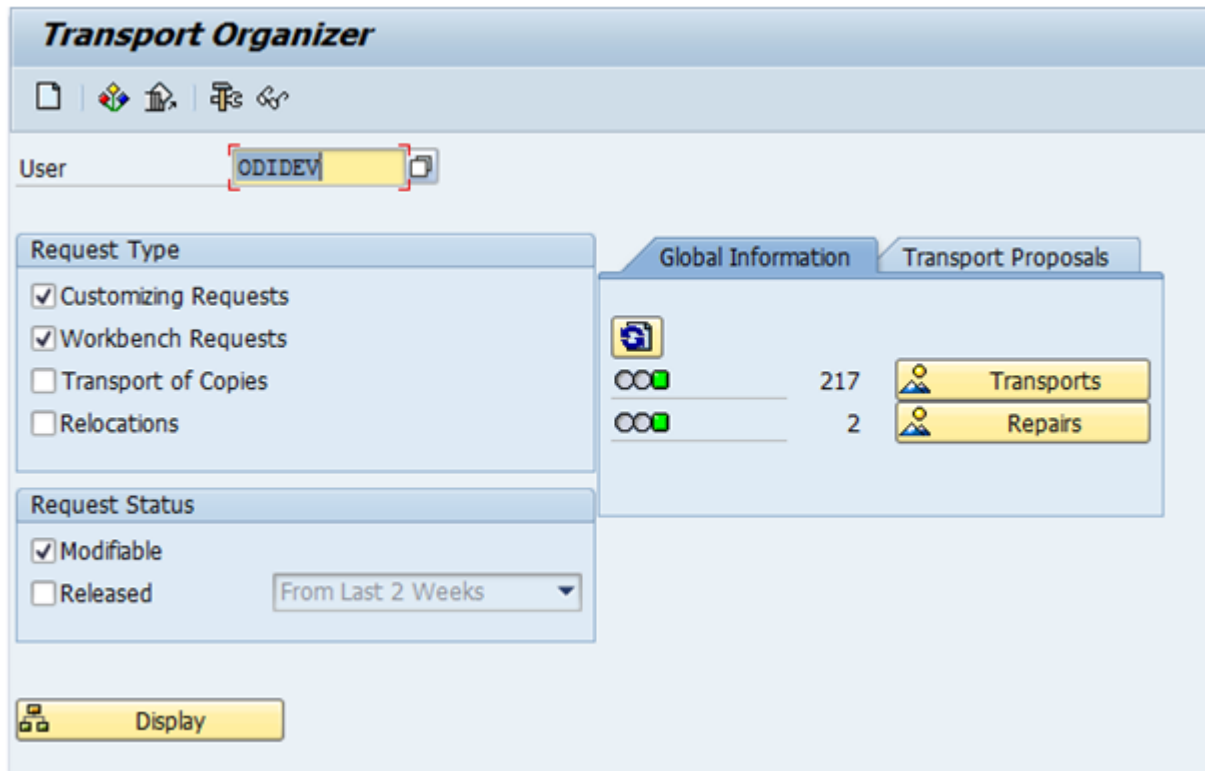 Transport Organizer
User ODIDEV
Request Type
Customizing Requests
Workbench Requests
Transport of Copies
Relocations
Request Status
Modifiable
Released From Last 2 Weeks
Display
Global Information Transport Proposals
217 Transports
2 Repairs